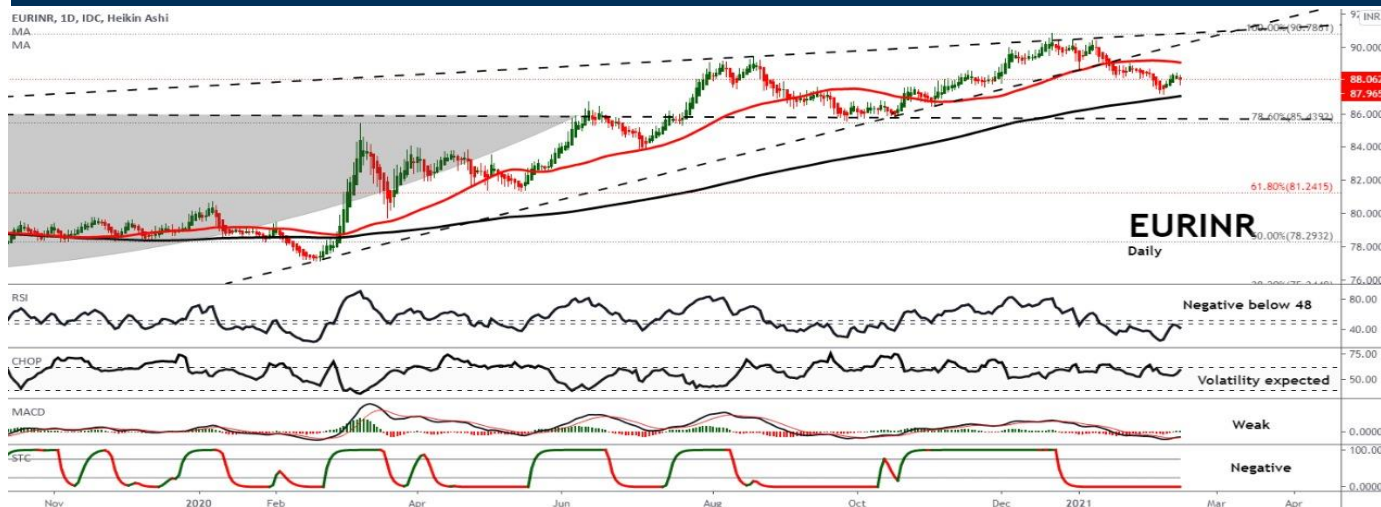 EURINR, 1D, IDC, Heikin Ashi
MA
MA
INR
100.00%(90.7861)
90.000
88.062
87.965
86.000
78.60%(85.4392)
84.000
82.000
61.80%(81.2415)
80.000
EURINR
50.00%(78.2932)
Daily
78.000
76.000
RSI
80.00
Negative below 48
40.00
CHOP
75.00
50.00
Volatility expected
MACD
Weak
0.0000
STC
100.00
Negative
0.0000
Nov 2020 Feb Apr Jun Aug Oct Dec 2021 Mar Apr